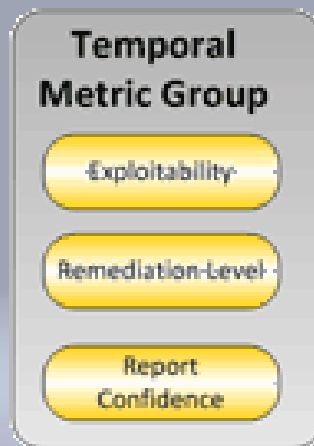 Temporal
Metric Group
Exploitability
Remediation Level
Report
Confidence